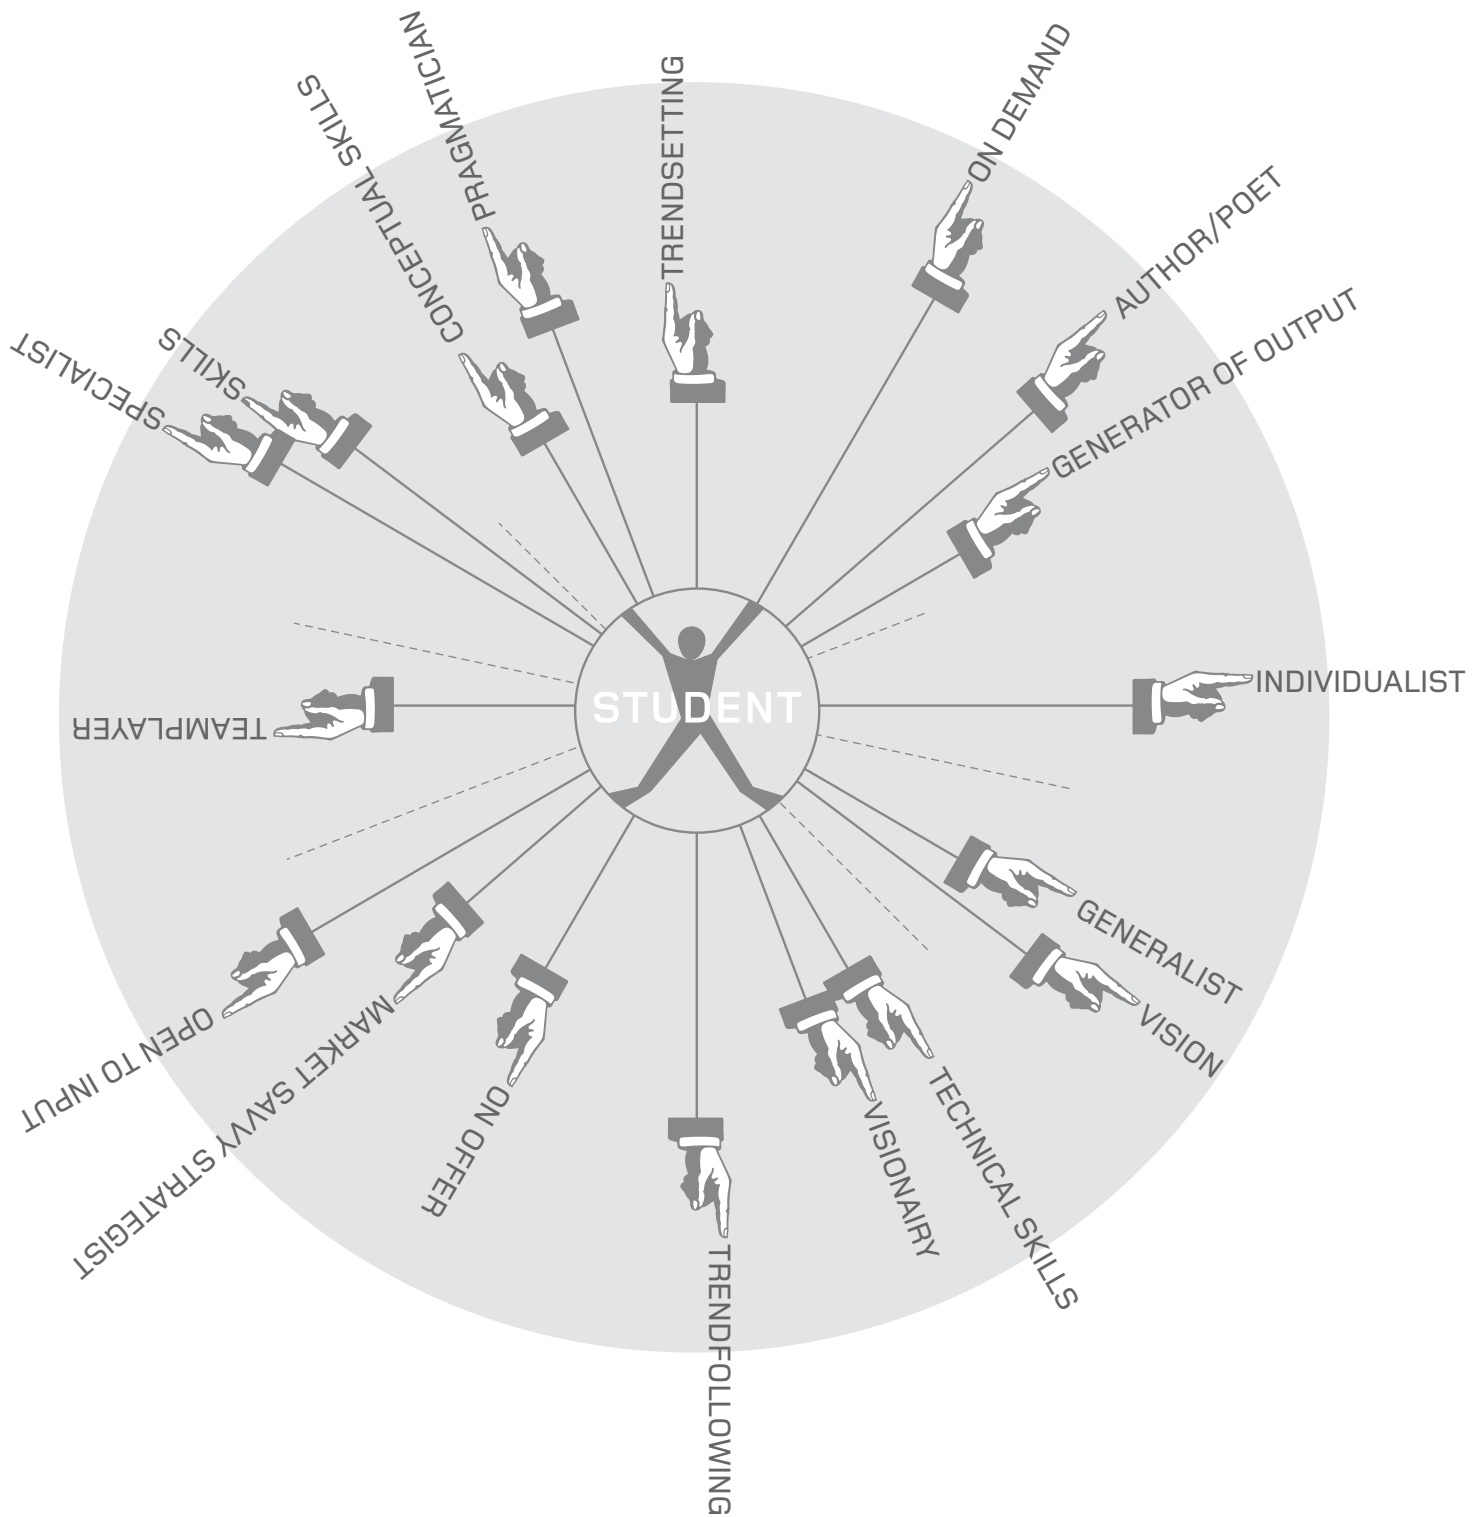 TRENDSETTING
ON DEMAND
AUTHOR/POET
GENERATOR OF OUTPUT
INDIVIDUALIST
GENERALIST
VISION
TECHNICAL SKILLS
VISIONAIRY
TRENDFOLLOWING
ON OFFER
MARKET SAVVY STRATEGIST
OPEN TO INPUT
TEAMPLAYER
SPECIALIST
SKILLS
CONCEPTUAL SKILLS
PRAGMATICIAN
STUDENT